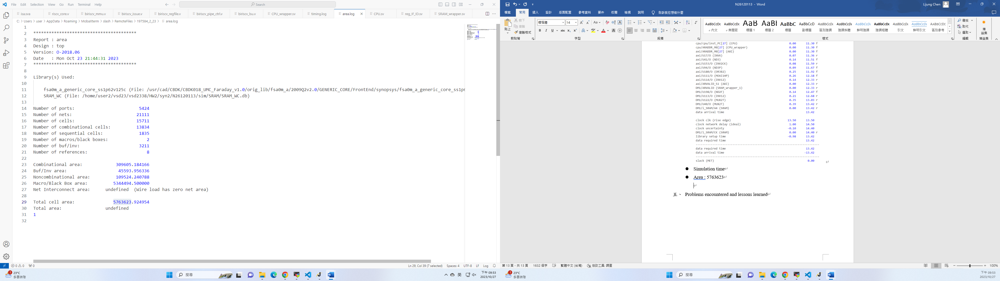 File Edit Selection View Go Run Terminal Help
Search
isa.sva riscv_core.v biriscv_mmu.v biriscv_issue.v biriscv_regfile.v biriscv_pipe_ctrl.v biriscv_lsu.v CPU_wrapper.sv timing.log area.log CPU.sv reg_IF_ID.sv SRAM_wrapper.sv
C: > Users > user > AppData > Roaming > MobaXterm > slash > RemoteFiles > 197584_2_23 > area.log
1
2 ****************************************
3 Report : area
4 Design : top
5 Version: O-2018.06
6 Date   : Mon Oct 23 21:44:31 2023
7 ****************************************
8
9 Library(s) Used:
10
11 fsa0m_a_generic_core_ss1p62v125c (File: /usr/cad/CBDK/CBDK018_UMC_Faraday_v1.0/orig_lib/fsa0m_a/2009Q2v2.0/GENERIC_CORE/FrontEnd/synopsys/fsa0m_a_generic_core_ss1p6
12 SRAM_WC (File: /home/user2/vsd23/vsd2338/HW2/syn2/N26120113/sim/SRAM/SRAM_WC.db)
13
14 Number of ports: 5424
15 Number of nets: 21111
16 Number of cells: 15711
17 Number of combinational cells: 13834
18 Number of sequential cells: 1835
19 Number of macros/black boxes: 2
20 Number of buf/inv: 3211
21 Number of references: 8
22
23 Combinational area: 309605.184166
24 Buf/Inv area: 45593.956336
25 Noncombinational area: 109524.240788
26 Macro/Black Box area: 5344494.500000
27 Net Interconnect area: undefined (Wire load has zero net area)
28
29 Total cell area: 5763623.924954
30 Total area: undefined
31 1
32
0 0 0
Ln 29, Col 39 (7 selected) Spaces: 4 UTF-8 LF Log
1 23°C
多雲時陰
搜尋
英
下午 09:53
2023/10/27
N26120113 - Word
Lijung Chen
檔案 常用 插入 設計 版面配置 參考資料 郵件 校閱 檢視 說明 告訴我您想做什麼
貼上
剪下
複製
複製格式
剪貼簿
標楷體 14
B I U abc
字型
段落
AaBbCcDc AaBbCcDc AaB AaBl AaBbC AaBbCcD AaBbCcDc AaBbCcDc AaBbCcDc AaBbCcDc AaBbCcDc AaBbCcDc AABBCCDC
內文 無間距 標題 1 標題 2 標題 副標題 區別強調 強調斜體 鮮明強調 強調粗體 引文 鮮明引文 區別參考
樣式
尋找
取代
選取
編輯
增
益集
增益集
cpu/cpu/inst_PC[27] (CPU) 0.00 11.30 f
cpu/ARADDR_M0[27] (CPU_wrapper) 0.00 11.30 f
axi/ARADDR_M0[27] (AXI) 0.00 11.30 f
axi/U17/O (INV6) 0.07 11.36 r
axi/U41/O (ND3) 0.14 11.51 f
axi/U153/O (INV2CK) 0.08 11.59 r
axi/U94/O (ND3P) 0.09 11.67 f
axi/U180/O (OR3B2) 0.25 11.92 f
axi/U111/O (MOAI1HP) 0.26 12.18 f
axi/U114/O (INV12) 0.14 12.33 r
axi/ARVALID_S1 (AXI) 0.00 12.33 r
DM1/ARVALID (SRAM_wrapper_1) 0.00 12.33 r
DM1/U198/O (ND2F) 0.14 12.47 f
DM1/U113/O (INV12) 0.21 12.68 r
DM1/U122/O (MUX2T) 0.35 13.03 r
DM1/U40/O (MUX2T) 0.39 13.42 r
DM1/i_SRAM/A4 (SRAM) 0.00 13.42 r
data arrival time 13.42
clock clk (rise edge) 13.50 13.50
clock network delay (ideal) 1.00 14.50
clock uncertainty -0.10 14.40
DM1/i_SRAM/CK (SRAM) 0.00 14.40 r
library setup time -0.98 13.42
data required time 13.42
data required time 13.42
data arrival time -13.42
slack (MET) 0.00
● Simulation time
● Area : 5763623
五、 Problems encountered and lessons learned
第 13 頁，共 13 頁 1632 個字 繁體中文 (台灣) 協助工具: 調查
100%
1 23°C
多雲時陰
搜尋
下午 09:53
2023/10/27